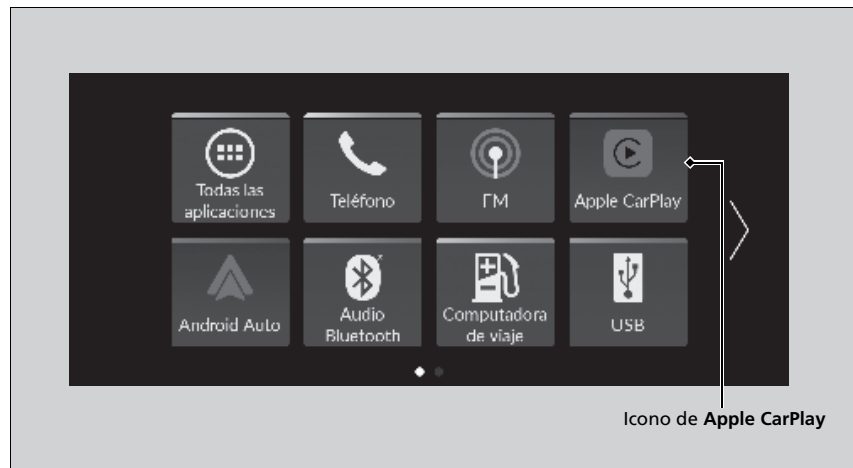 Todas las
aplicaciones
Teléfono
FM
Apple CarPlay
Android Auto
Audio
Bluetooth
Computadora
de viaje
USB
Icono de Apple CarPlay